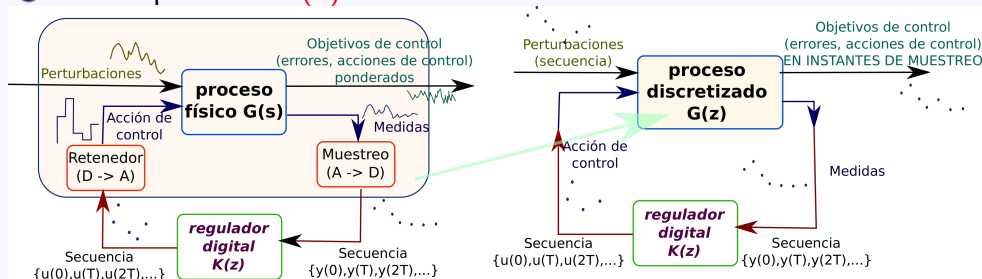 Perturbaciones
Objetivos de control
(errores, acciones de control)
ponderados
proceso
físico G(s)
Acción de
control
Medidas
Retenedor
(D -> A)
Muestreo
(A -> D)
regulador
digital
K(z)
Secuencia
{u(0),u(T),u(2T),...}
Secuencia
{y(0),y(T),y(2T),...}
Perturbaciones
(secuencia)
Objetivos de control
(errores, acciones de control)
EN INSTANTES DE MUESTREO
proceso
discretizado
G(z)
Acción de
control
Medidas
regulador
digital
K(z)
Secuencia
{u(0),u(T),u(2T),...}
Secuencia
{y(0),y(T),y(2T),...}